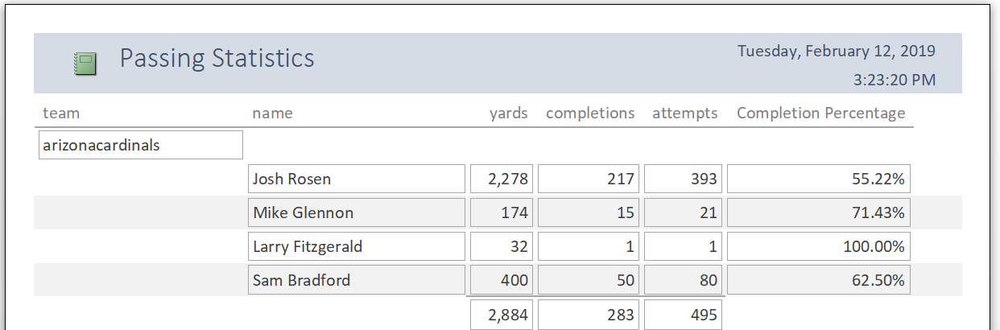 Passing Statistics
Tuesday, February 12, 2019
3:23:20 PM
team name yards completions attempts Completion Percentage
arizonacardinals
Josh Rosen 2,278 217 393 55.22%
Mike Glennon 174 15 21 71.43%
Larry Fitzgerald 32 1 1 100.00%
Sam Bradford 400 50 80 62.50%
2,884 283 495